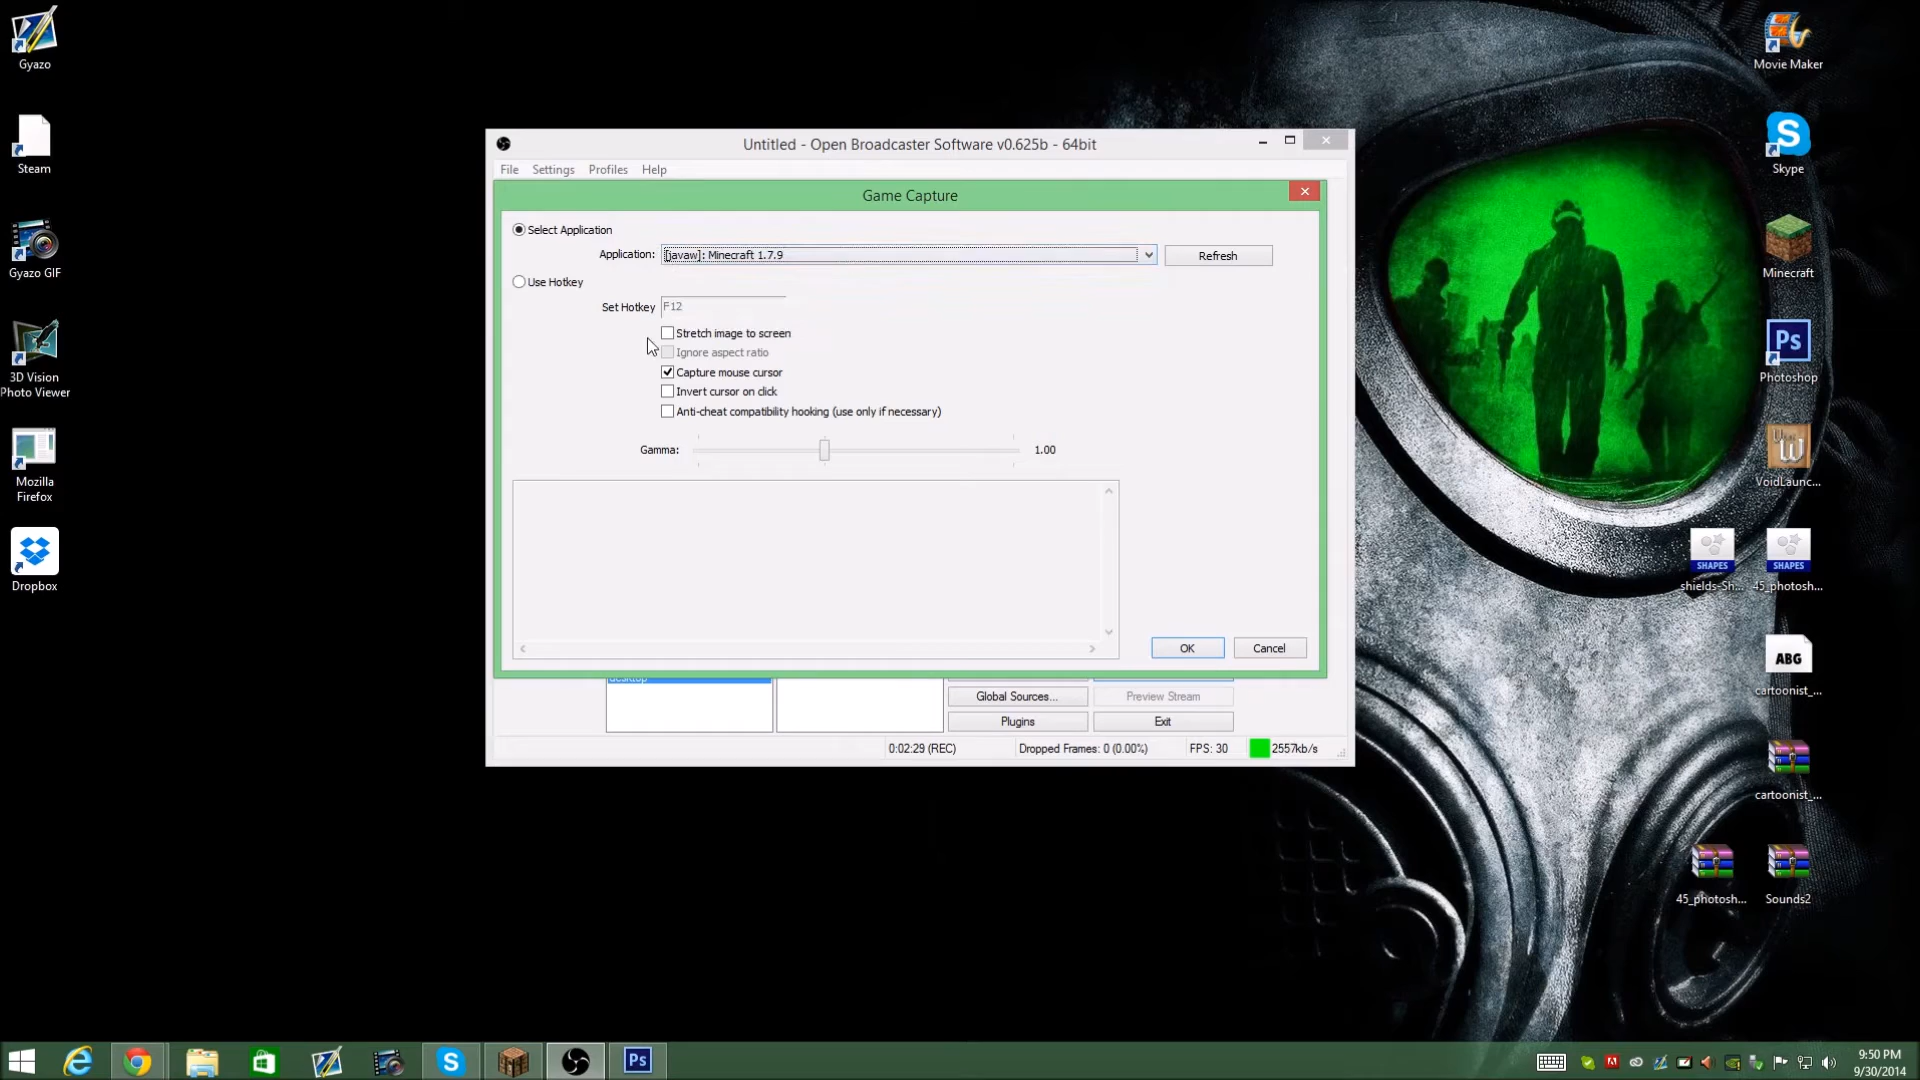 Gyazo
Steam
Gyazo GIF
3D Vision
Photo Viewer
Mozilla
Firefox
Dropbox
Untitled - Open Broadcaster Software v0.625b - 64bit
File Settings Profiles Help
Game Capture
Select Application
Application: [javaw]: Minecraft 1.7.9 Refresh
Use Hotkey
Set Hotkey F12
Stretch image to screen
Ignore aspect ratio
Capture mouse cursor
Invert cursor on click
Anti-cheat compatibility hooking (use only if necessary)
Gamma: 1.00
OK Cancel
desktop
Global Sources... Preview Stream
Plugins Exit
0:02:29 (REC) Dropped Frames: 0 (0.00%) FPS: 30 2557kb/s
Movie Maker
Skype
Minecraft
Ps
Photoshop
VoidLaunc...
SHAPES SHAPES
shields-Sh... 45_photosh...
ABG
cartoonist_...
cartoonist_...
45_photosh... Sounds2
Ps
9:50 PM
9/30/2014